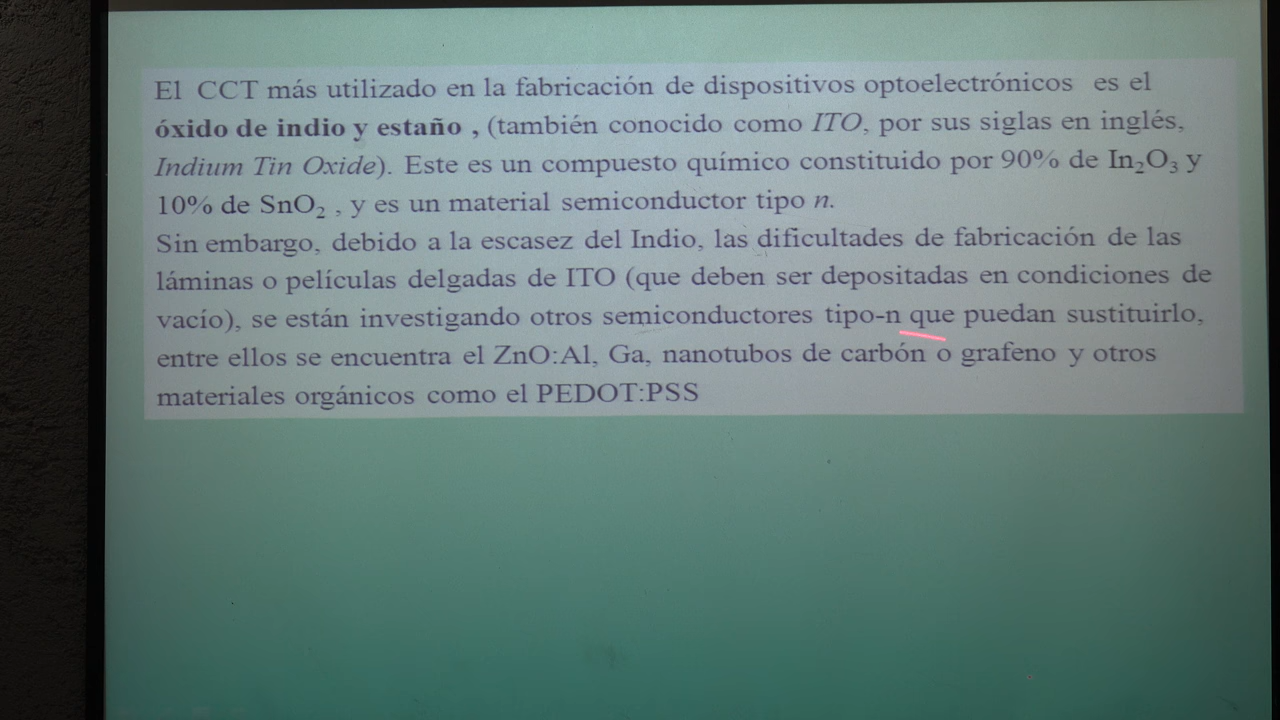 El CCT más utilizado en la fabricación de dispositivos optoelectrónicos es el
óxido de indio y estaño , (también conocido como ITO, por sus siglas en inglés,
Indium Tin Oxide). Este es un compuesto químico constituido por 90% de In₂O₃ y
10% de SnO₂ , y es un material semiconductor tipo n.
Sin embargo, debido a la escasez del Indio, las dificultades de fabricación de las
láminas o películas delgadas de ITO (que deben ser depositadas en condiciones de
vacío), se están investigando otros semiconductores tipo-n que puedan sustituirlo,
entre ellos se encuentra el ZnO:Al, Ga, nanotubos de carbón o grafeno y otros
materiales orgánicos como el PEDOT:PSS